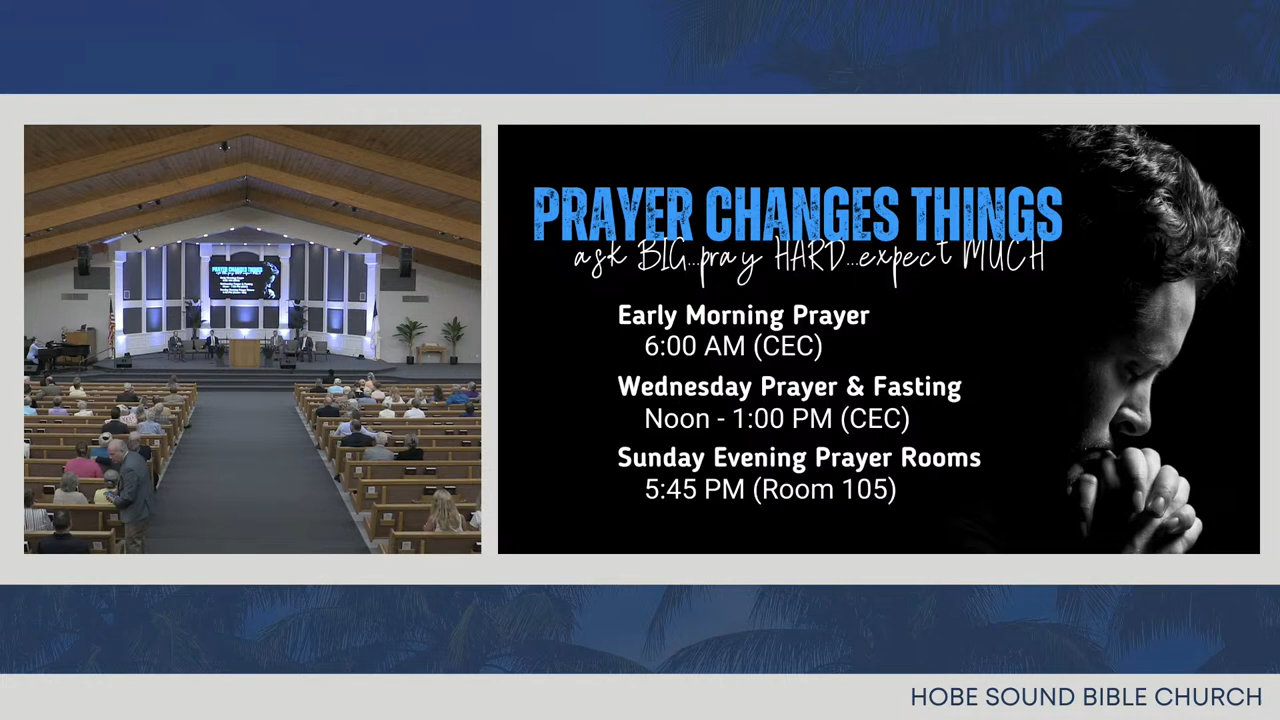 PRAYER CHANGES THINGS
ask BIG...pray HARD...expect MUCH
Early Morning Prayer
6:00 AM (CEC)
Wednesday Prayer & Fasting
Noon - 1:00 PM (CEC)
Sunday Evening Prayer Rooms
5:45 PM (Room 105)
HOBE SOUND BIBLE CHURCH